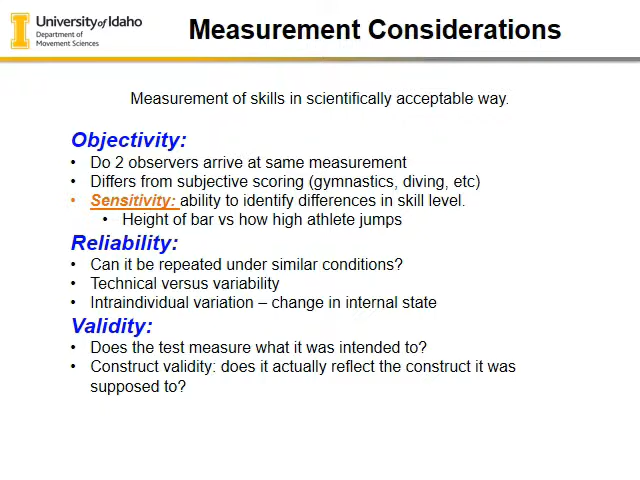 University of Idaho
Department of
Movement Sciences
Measurement Considerations
Measurement of skills in scientifically acceptable way.
Objectivity:
• Do 2 observers arrive at same measurement
• Differs from subjective scoring (gymnastics, diving, etc)
• Sensitivity: ability to identify differences in skill level.
• Height of bar vs how high athlete jumps
Reliability:
• Can it be repeated under similar conditions?
• Technical versus variability
• Intraindividual variation – change in internal state
Validity:
• Does the test measure what it was intended to?
• Construct validity: does it actually reflect the construct it was
supposed to?